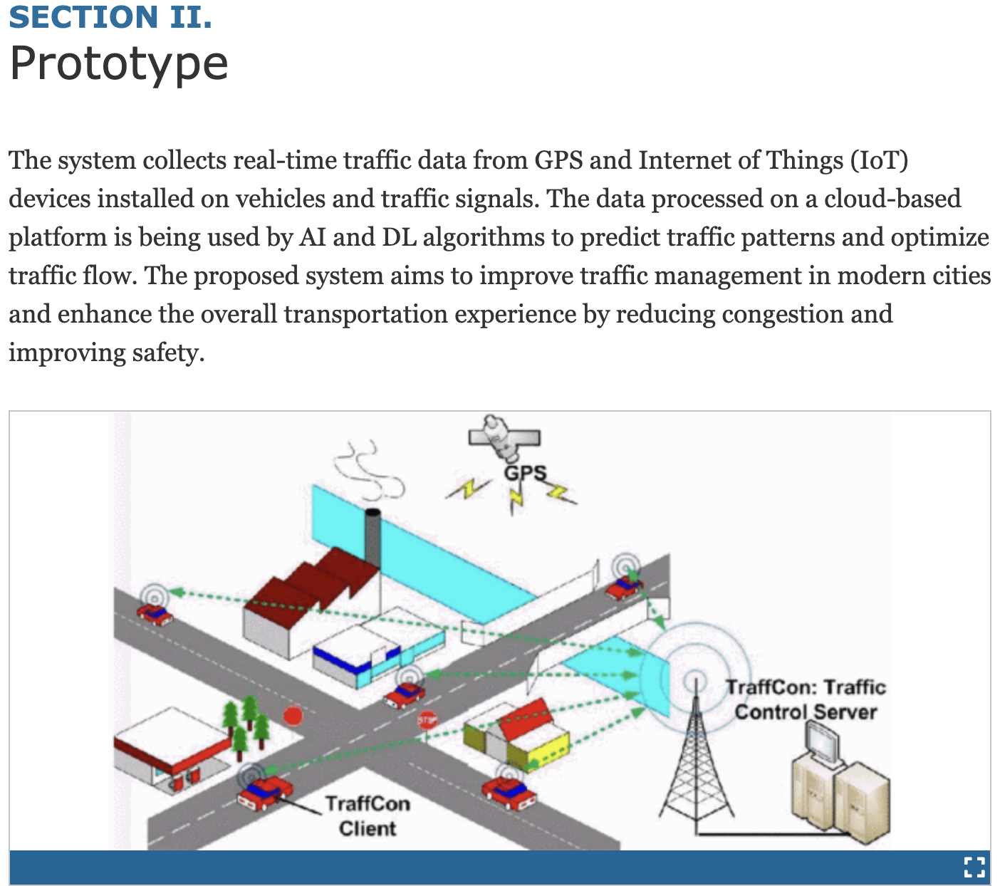 SECTION II.
Prototype
The system collects real-time traffic data from GPS and Internet of Things (IoT)
devices installed on vehicles and traffic signals. The data processed on a cloud-based
platform is being used by AI and DL algorithms to predict traffic patterns and optimize
traffic flow. The proposed system aims to improve traffic management in modern cities
and enhance the overall transportation experience by reducing congestion and
improving safety.
GPS
TraffCon: Traffic
Control Server
STOP
TraffCon
Client